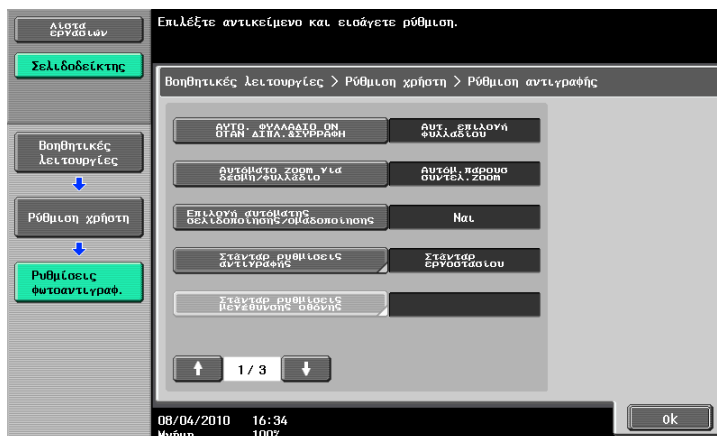 Επιλέξτε αντικείμενο και εισάγετε ρύθμιση.
Λίστα
εργασιών
Σελιδοδείκτης
Βοηθητικές λειτουργίες > Ρύθμιση χρήστη > Ρύθμιση αντιγραφής
Βοηθητικές
λειτουργίες
Ρύθμιση χρήστη
Ρυθμίσεις
φωτοαντιγραφ.
ΑΥΤΟ. ΦΥΛΛΑΔΙΟ ON
ΟΤΑΝ ΔΙΠΛ.&ΣΥΡΡΑΦΗ
Αυτ. επιλογή
φυλλαδίου
Αυτόματο zoom για
δέσμη/φυλλάδιο
Αυτόμ.παρουσ
συντελ.zoom
Επιλογή αυτόματης
σελιδοποίησης/ομαδοποίησης
Ναι
Στάνταρ ρυθμίσεις
αντιγραφής
Στάνταρ
εργοστασίου
Στάνταρ ρυθμίσεις
μεγέθυνσης οθόνης
1/ 3
08/04/2010 16:34
Μνήμη 100%
ok